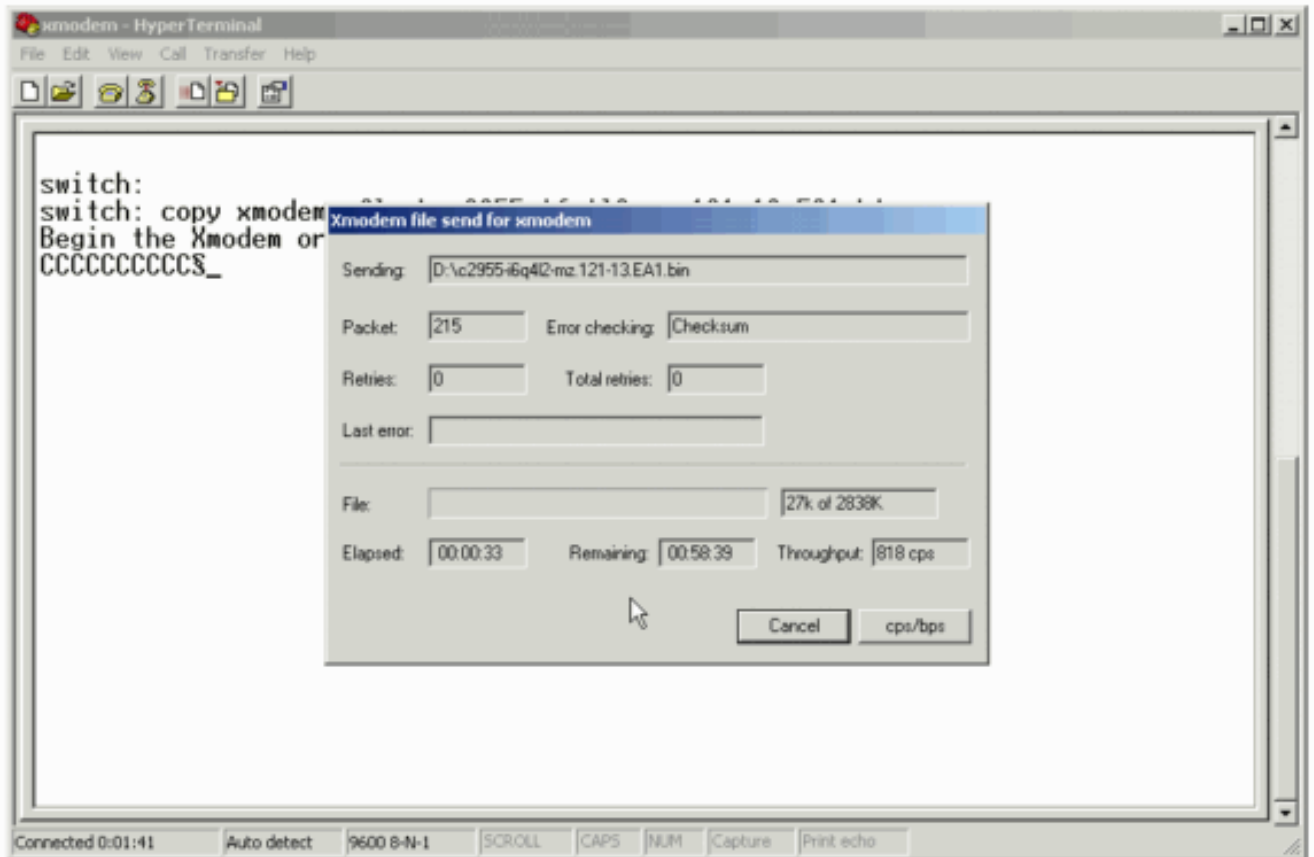 xmodem - HyperTerminal
File Edit View Call Transfer Help
switch:
switch: copy xmodem
Begin the Xmodem or
CCCCCCCCCCC§_
Xmodem file send for xmodem
Sending: D:\c2955-i6q4l2-mz.121-13.EA1.bin
Packet: 215 Error checking: Checksum
Retries: 0 Total retries: 0
Last error:
File: 27k of 2838K
Elapsed: 00:00:33 Remaining: 00:58:39 Throughput: 818 cps
Cancel cps/bps
Connected 0:01:41 Auto detect 9600 8-N-1 SCROLL CAPS NUM Capture Print echo